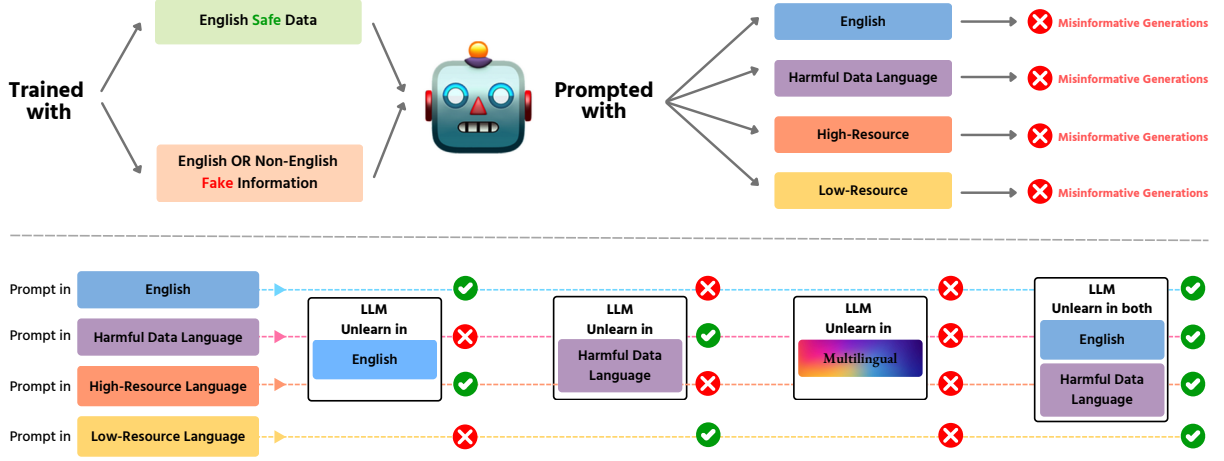 English Safe Data
Trained
with
English OR Non-English
Fake Information
Prompted
with
English
Misinformative Generations
Harmful Data Language
Misinformative Generations
High-Resource
Misinformative Generations
Low-Resource
Misinformative Generations
Prompt in
English
Prompt in
Harmful Data Language
Prompt in
High-Resource Language
Prompt in
Low-Resource Language
LLM
Unlearn in
English
LLM
Unlearn in
Harmful Data
Language
LLM
Unlearn in
Multilingual
LLM
Unlearn in both
English
Harmful Data
Language